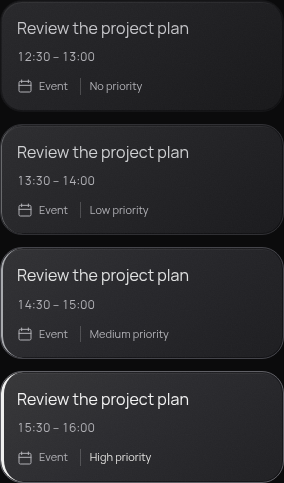 Review the project plan
12:30 – 13:00
Event No priority
Review the project plan
13:30 – 14:00
Event Low priority
Review the project plan
14:30 – 15:00
Event Medium priority
Review the project plan
15:30 – 16:00
Event High priority